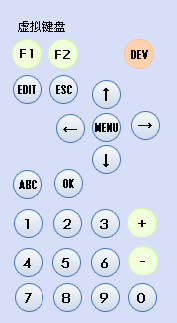 虚拟键盘
F1 F2 DEV
EDIT ESC ↑
← MENU →
↓
ABC OK
1 2 3 +
4 5 6 -
7 8 9 0